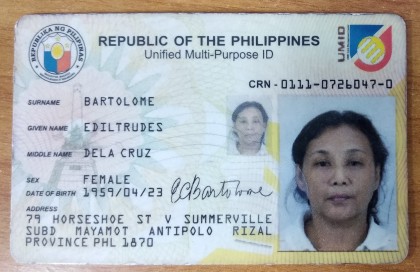 REPUBLIKA NG PILIPINAS
REPUBLIC OF THE PHILIPPINES
Unified Multi-Purpose ID
UMID
CRN - 0111-0726047-0
SURNAME BARTOLOME
GIVEN NAME EDILTRUDES
MIDDLE NAME DELA CRUZ
SEX FEMALE
DATE OF BIRTH 1959/04/23 ECBartolome
ADDRESS
79 HORSESHOE ST V SUMMERVILLE
SUBD MAYAMOT ANTIPOLO RIZAL
PROVINCE PHL 1870